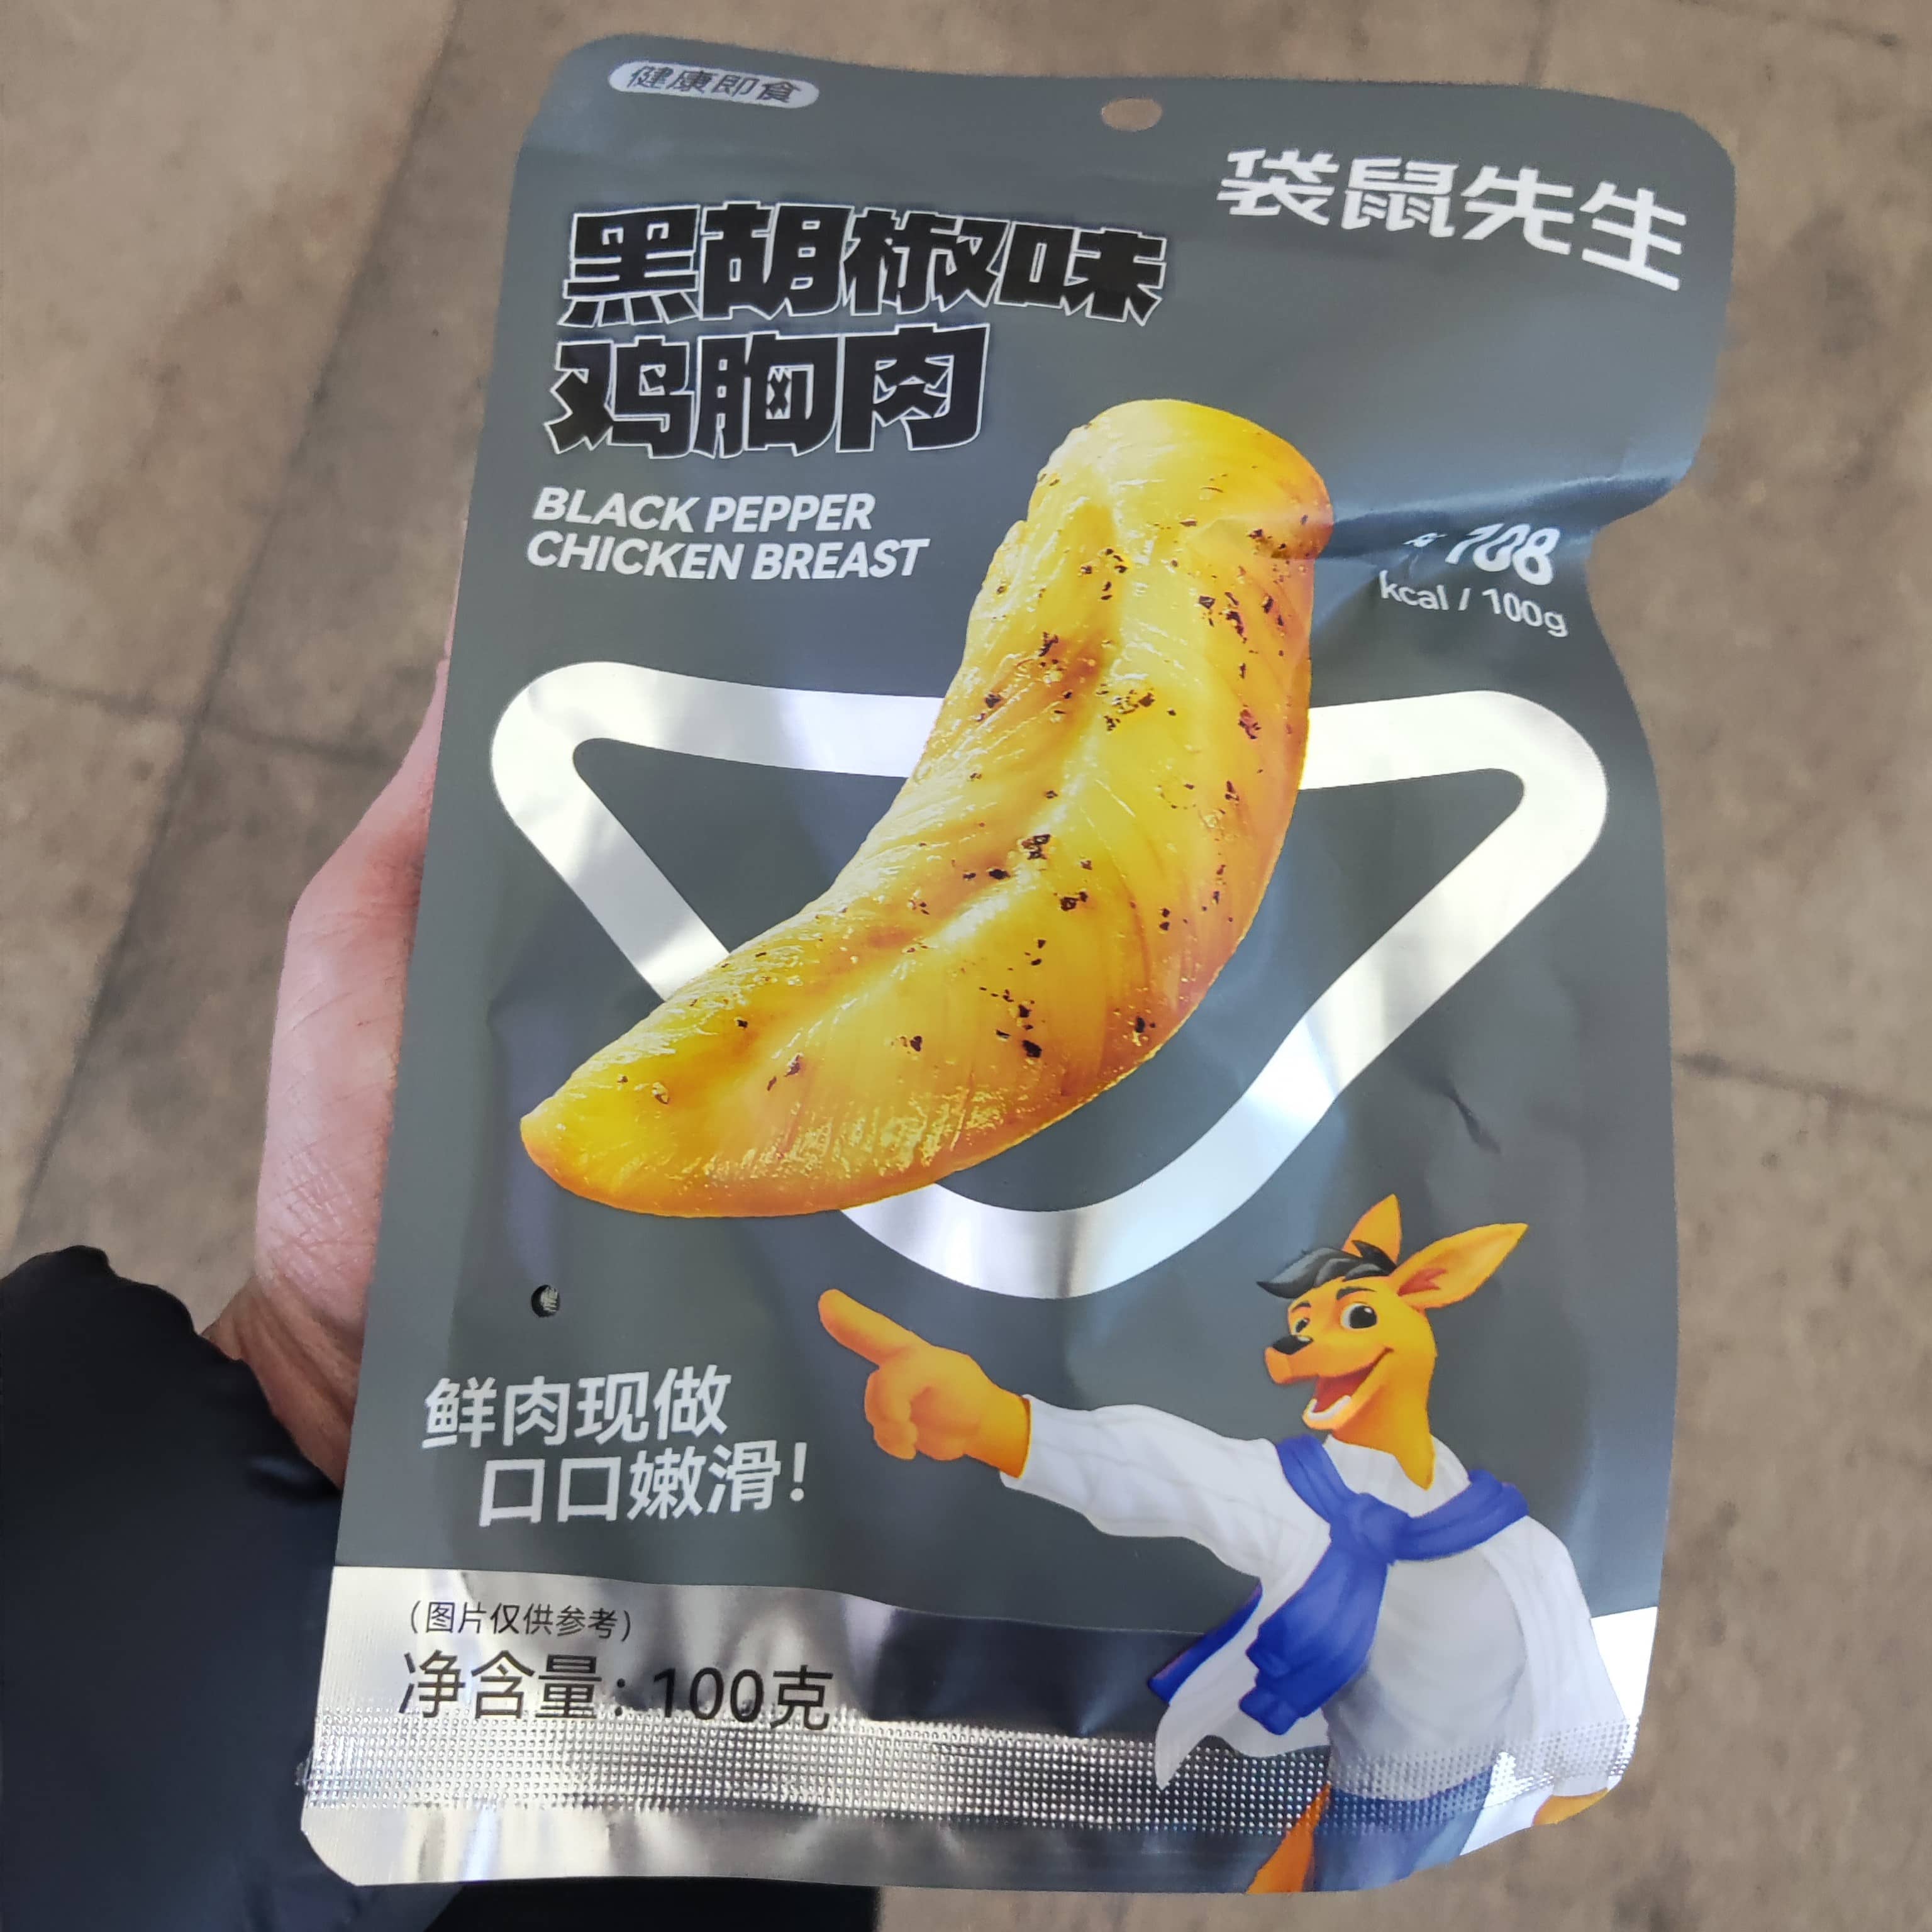 健康即食
袋鼠先生
黑胡椒味
鸡胸肉
BLACK PEPPER
CHICKEN BREAST
108
kcal / 100g
鲜肉现做
口口嫩滑!
(图片仅供参考)
净含量: 100克